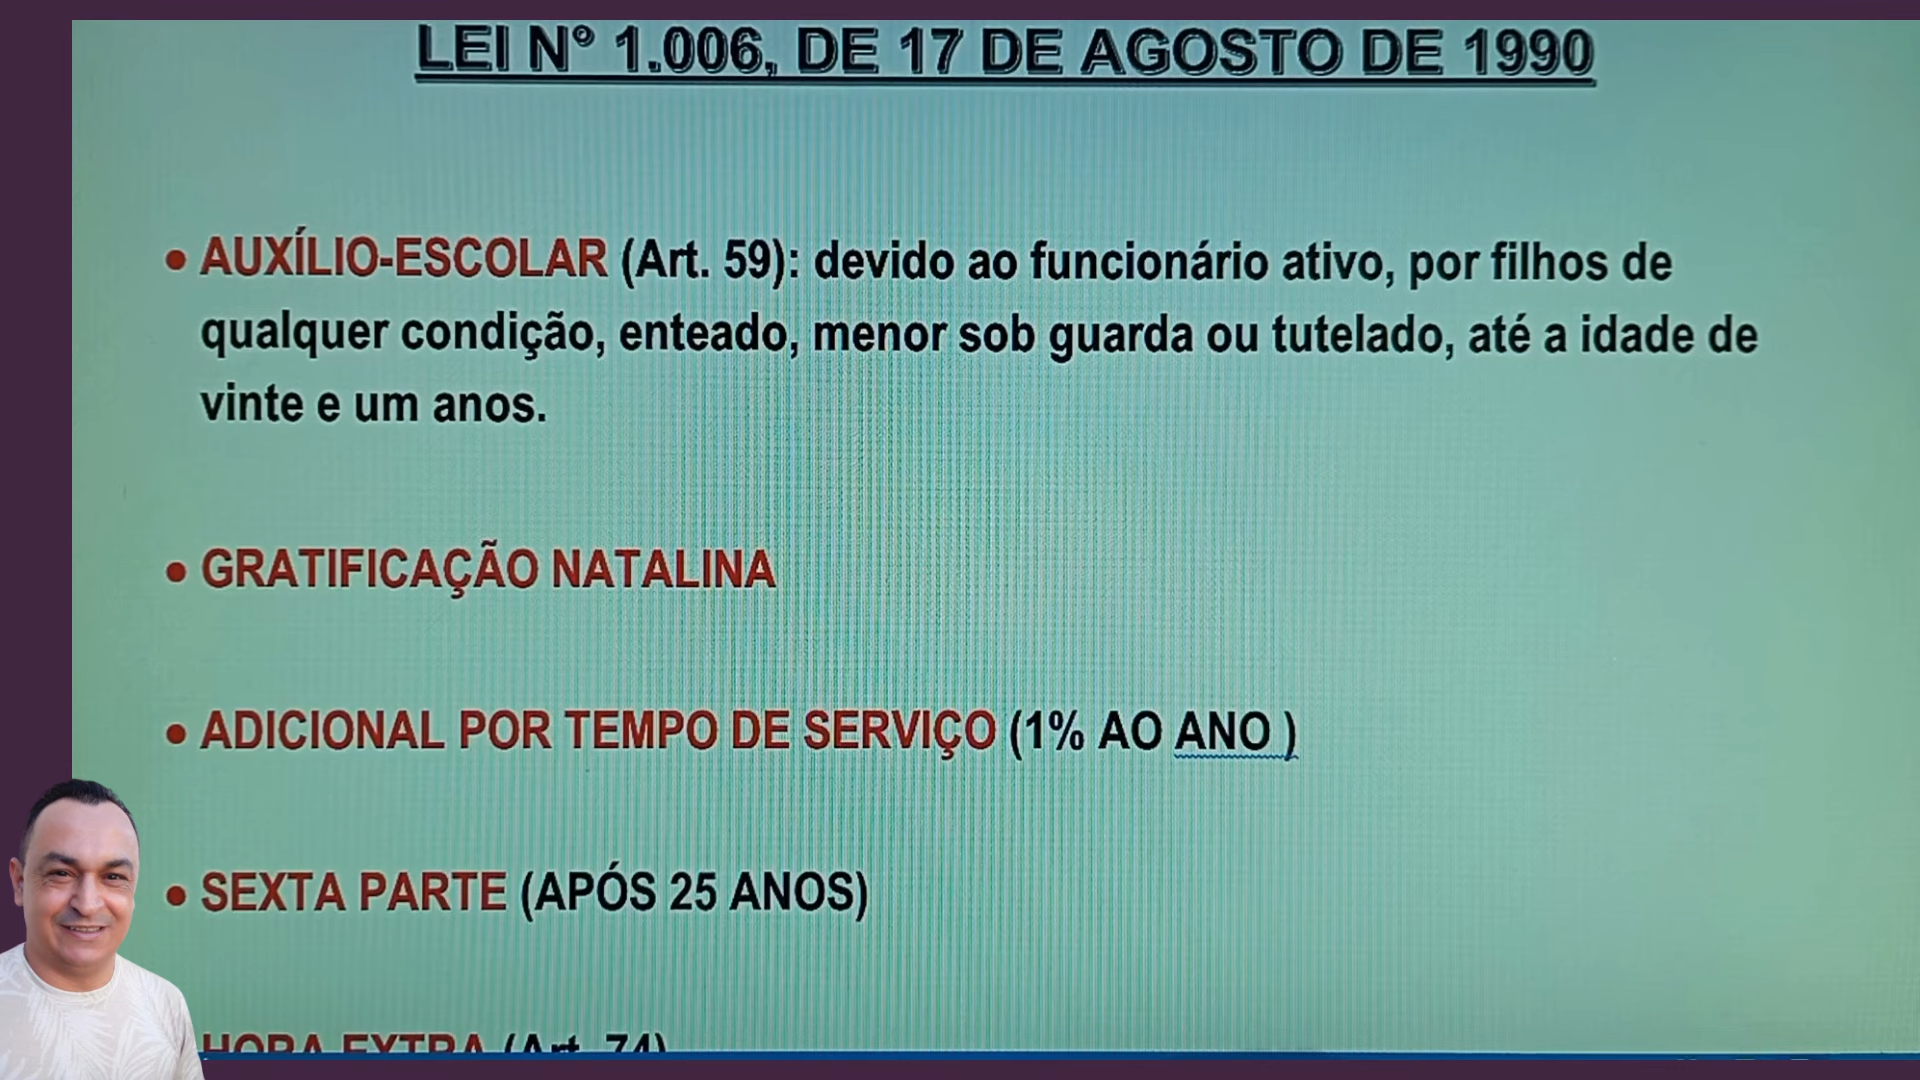 LEI Nº 1.006, DE 17 DE AGOSTO DE 1990
• AUXÍLIO-ESCOLAR (Art. 59): devido ao funcionário ativo, por filhos de
qualquer condição, enteado, menor sob guarda ou tutelado, até a idade de
vinte e um anos.
• GRATIFICAÇÃO NATALINA
• ADICIONAL POR TEMPO DE SERVIÇO (1% AO ANO )
• SEXTA PARTE (APÓS 25 ANOS)
HORA EXTRA (Art. 74)